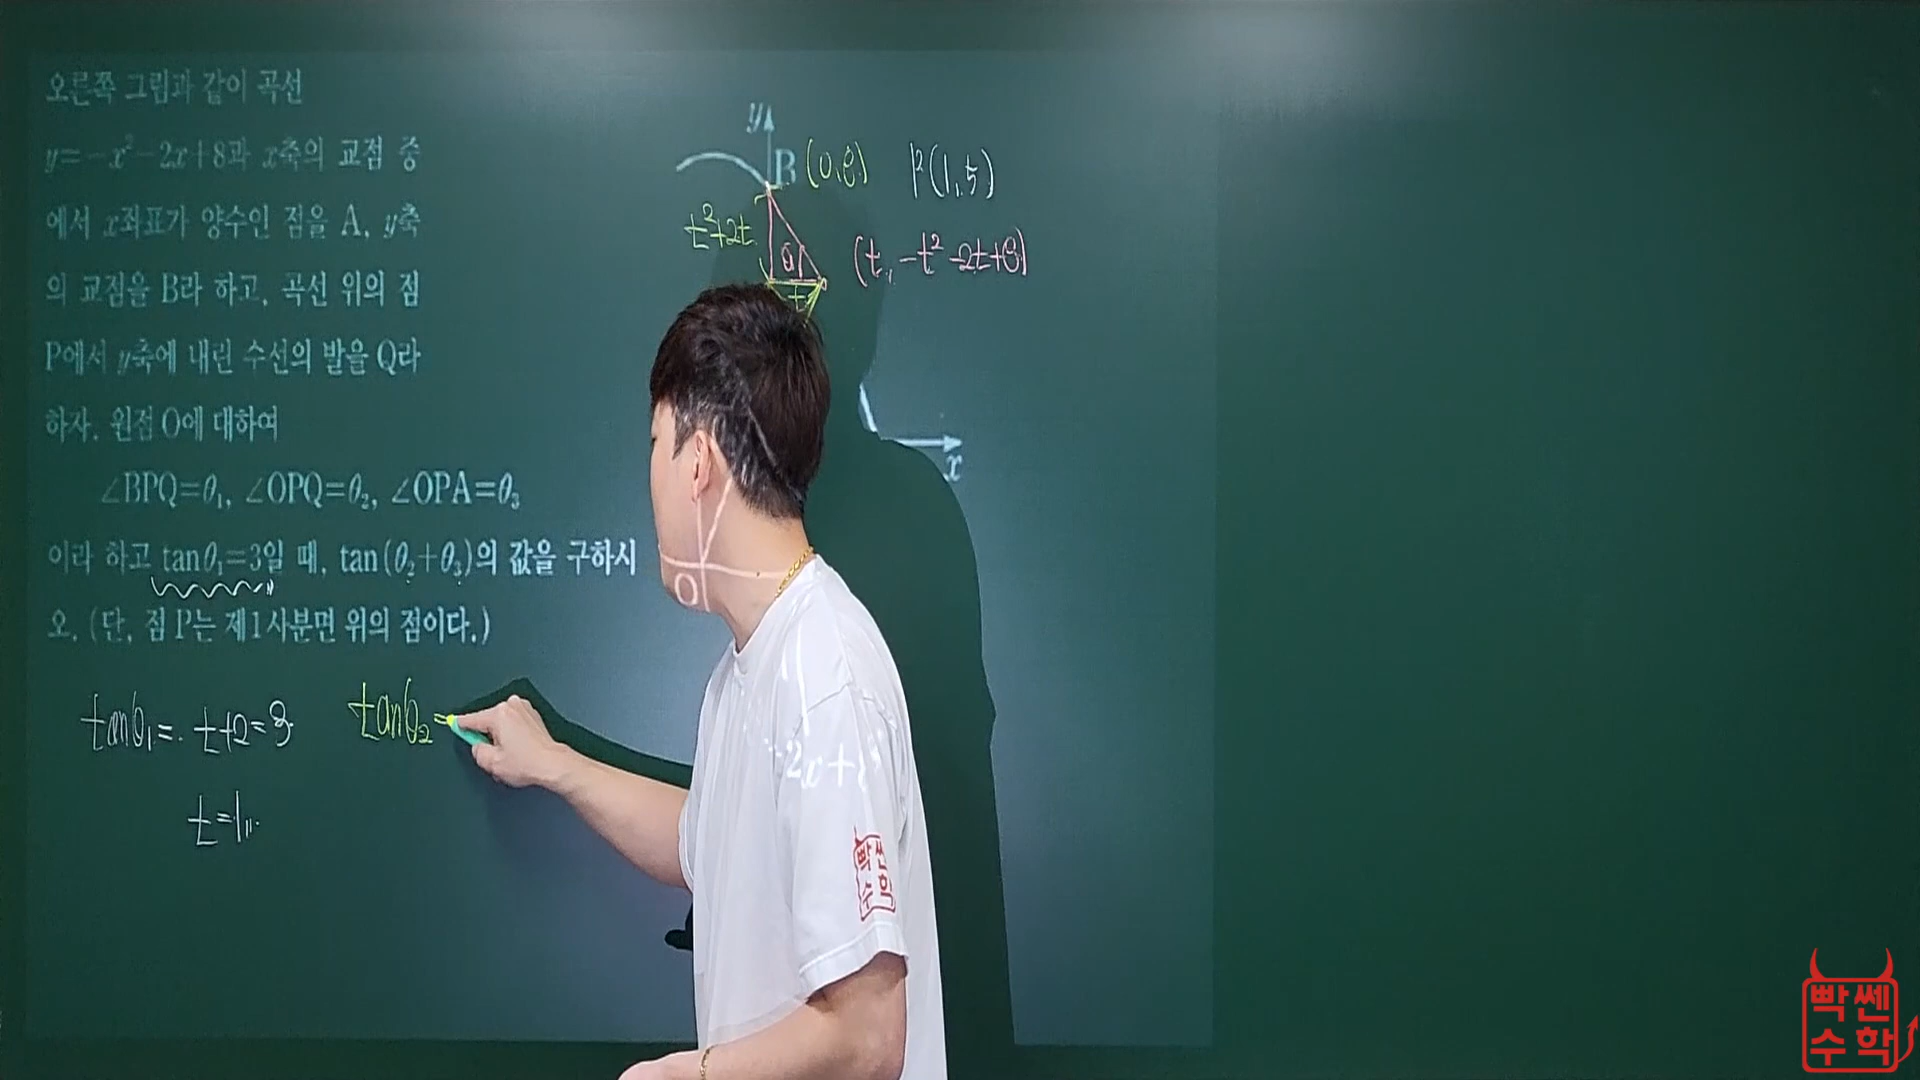 오른쪽 그림과 같이 곡선
y=-x²-2x+8과 x축의 교점 중
에서 x좌표가 양수인 점을 A, y축
의 교점을 B라 하고, 곡선 위의 점
P에서 y축에 내린 수선의 발을 Q라
하자. 원점 O에 대하여
∠BPQ=θ₁, ∠OPQ=θ₂, ∠OPA=θ₃
이라 하고 tanθ₁=3일 때, tan(θ₂+θ₃)의 값을 구하시
오. (단, 점 P는 제1사분면 위의 점이다.)
tanθ₁= t+2=3
t=1
tanθ₂=
y
B (0,8) P(1,5)
t²+2t
θ₁
(t, -t²-2t+8)
t
x
O
-2x+8
빡쎈
수학
빡쎈
수학